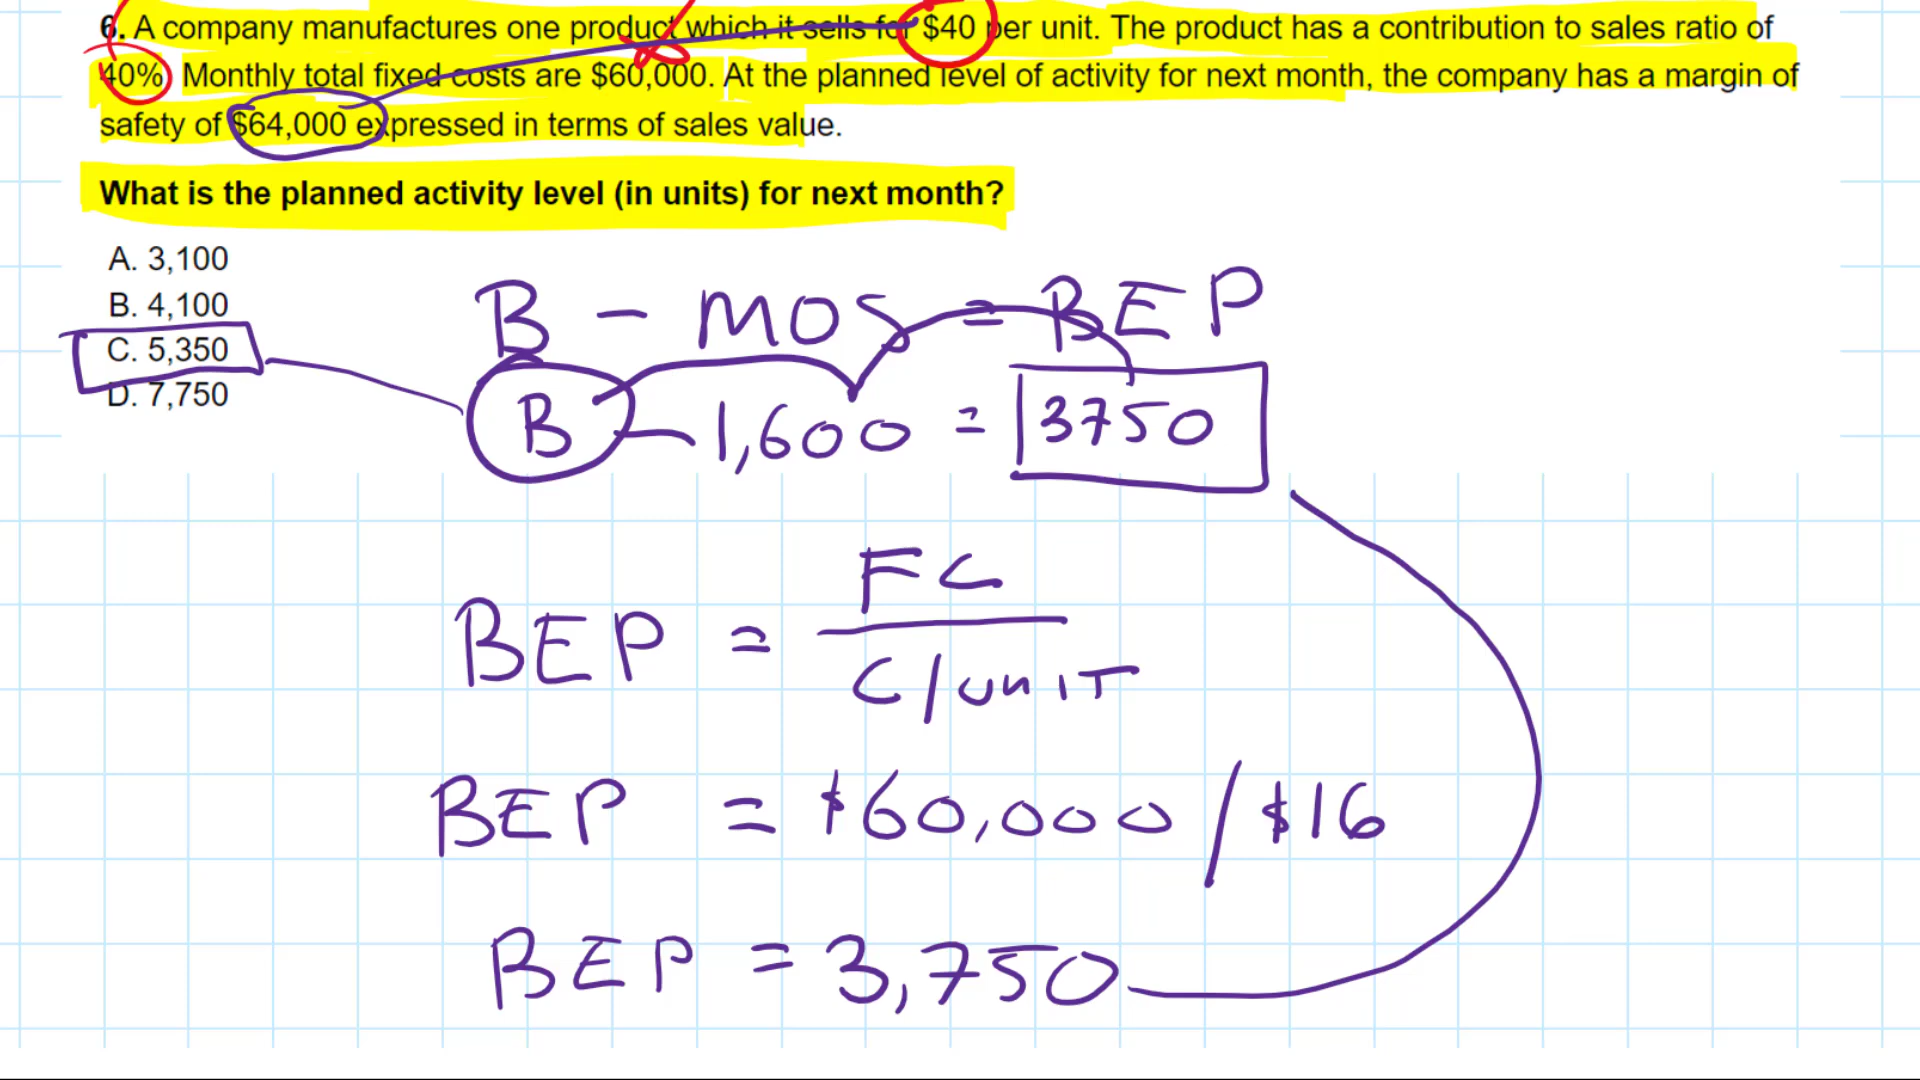 6. A company manufactures one product which it sells for $40 per unit. The product has a contribution to sales ratio of
40%. Monthly total fixed costs are $60,000. At the planned level of activity for next month, the company has a margin of
safety of $64,000 expressed in terms of sales value.
What is the planned activity level (in units) for next month?
A. 3,100
B. 4,100
C. 5,350
D. 7,750
B - MOS = BEP
B - 1,600 = 3750
BEP = FC
C/UNIT
BEP = $60,000 / $16
BEP = 3,750